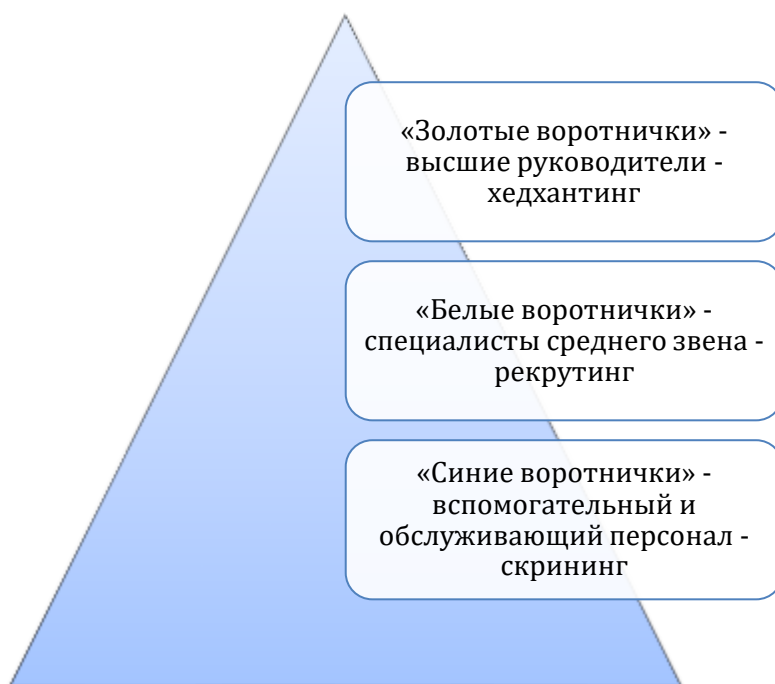 «Золотые воротнички» -
высшие руководители -
хедхантинг
«Белые воротнички» -
специалисты среднего звена -
рекрутинг
«Синие воротнички» -
вспомогательный и
обслуживающий персонал -
скрининг